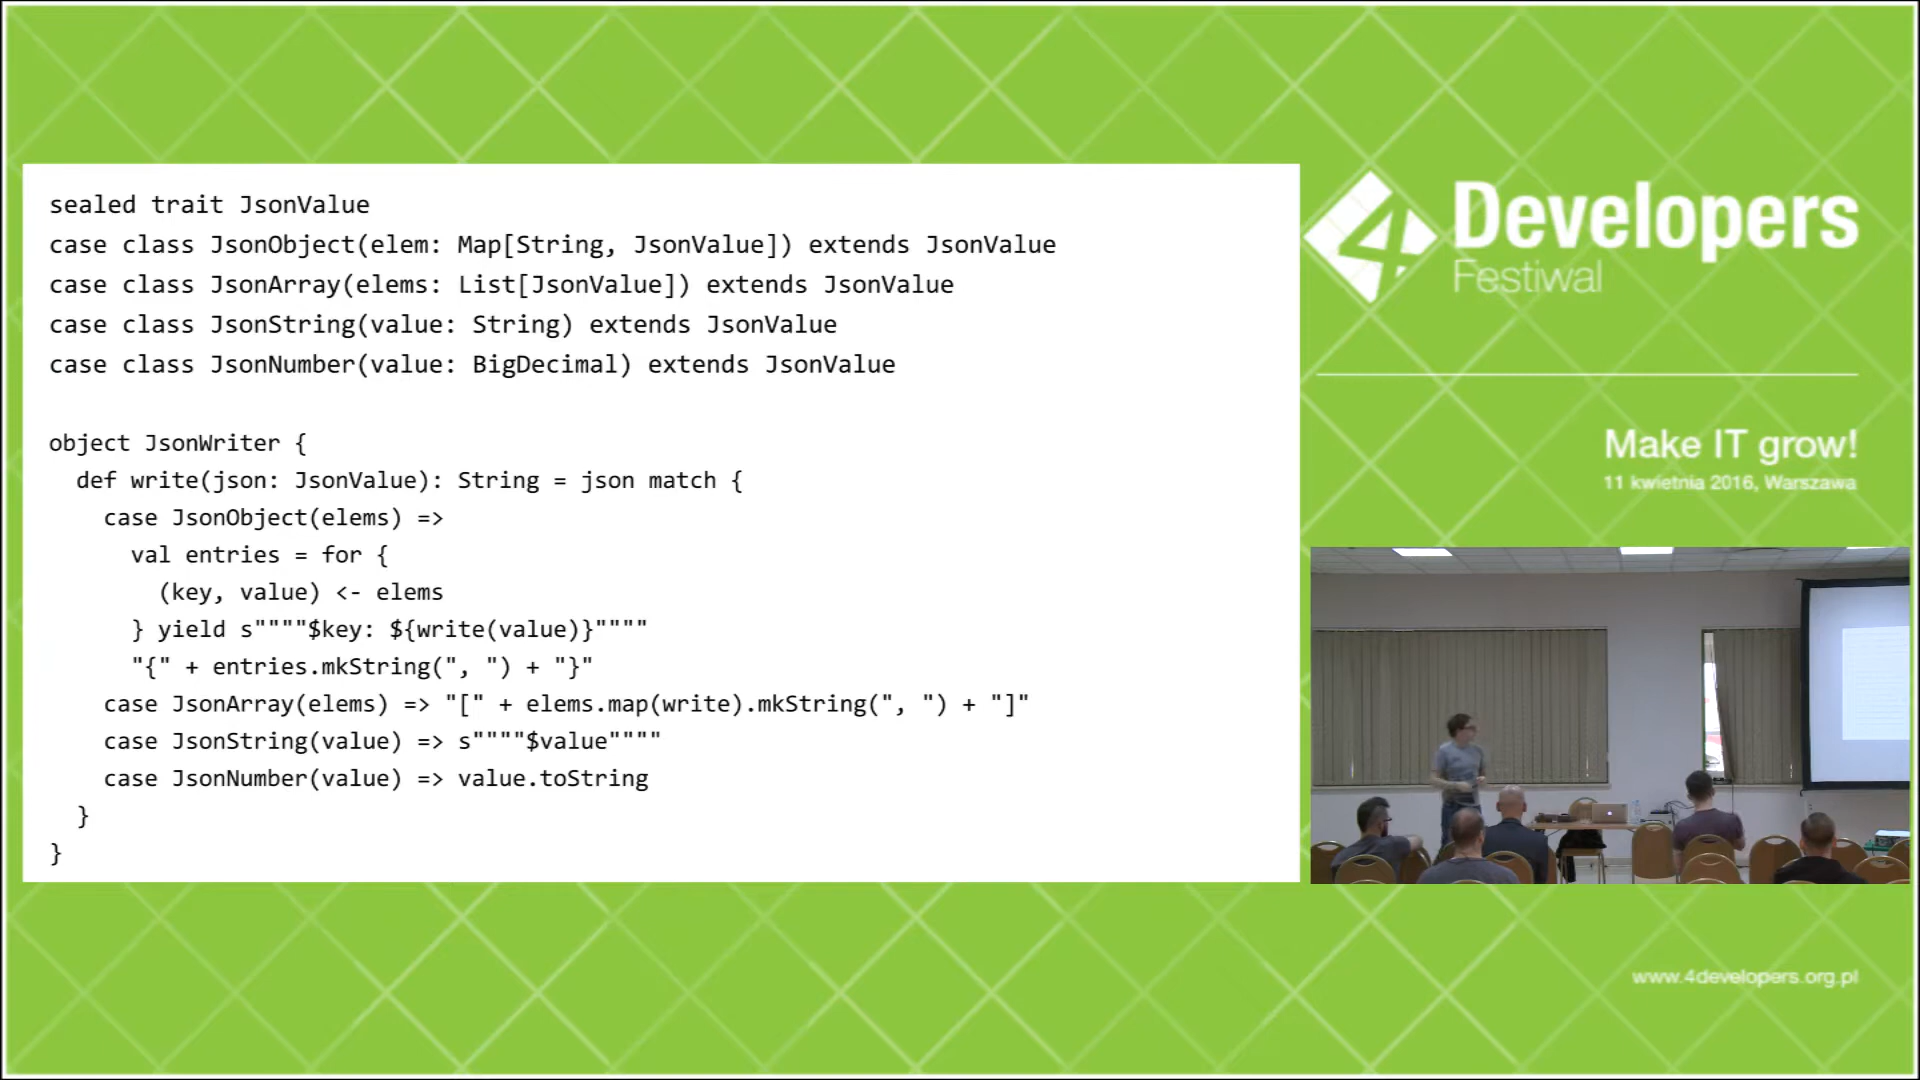 sealed trait JsonValue
case class JsonObject(elem: Map[String, JsonValue]) extends JsonValue
case class JsonArray(elems: List[JsonValue]) extends JsonValue
case class JsonString(value: String) extends JsonValue
case class JsonNumber(value: BigDecimal) extends JsonValue
object JsonWriter {
  def write(json: JsonValue): String = json match {
    case JsonObject(elems) =>
      val entries = for {
        (key, value) <- elems
      } yield s""""$key: ${write(value)}""""
      "{" + entries.mkString(", ") + "}"
    case JsonArray(elems) => "[" + elems.map(write).mkString(", ") + "]"
    case JsonString(value) => s""""$value""""
    case JsonNumber(value) => value.toString
  }
}
4Developers
Festiwal
Make IT grow!
11 kwietnia 2016, Warszawa
www.4developers.org.pl